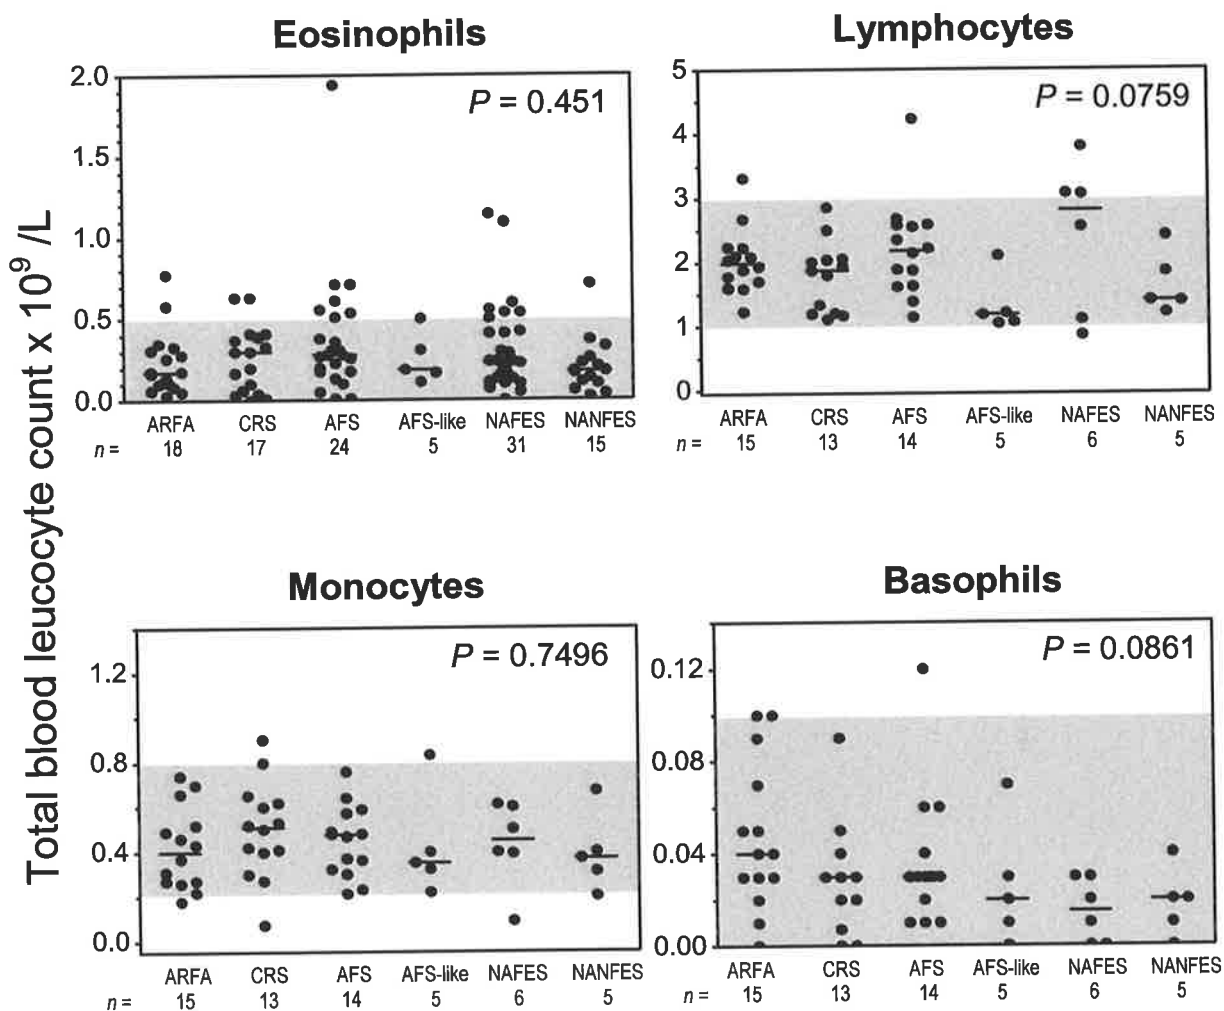 Total blood leucocyte count x 10⁹ /L
Eosinophils
P = 0.451
2.0
1.5
1.0
0.5
0.0
ARFA CRS AFS AFS-like NAFES NANFES
n = 18 17 24 5 31 15
Lymphocytes
P = 0.0759
5
4
3
2
1
0
ARFA CRS AFS AFS-like NAFES NANFES
n = 15 13 14 5 6 5
Monocytes
P = 0.7496
1.2
0.8
0.4
0.0
ARFA CRS AFS AFS-like NAFES NANFES
n = 15 13 14 5 6 5
Basophils
P = 0.0861
0.12
0.08
0.04
0.00
ARFA CRS AFS AFS-like NAFES NANFES
n = 15 13 14 5 6 5